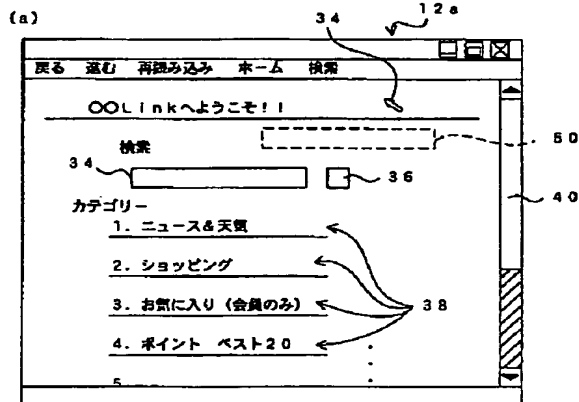 (a)
34 12a
戻る 進む 再読み込み ホーム 検索
○○Linkへようこそ!!
検索
50
34
36
40
カテゴリー
1. ニュース&天気
2. ショッピング
3. お気に入り(会員のみ)
38
4. ポイント ベスト20
5.